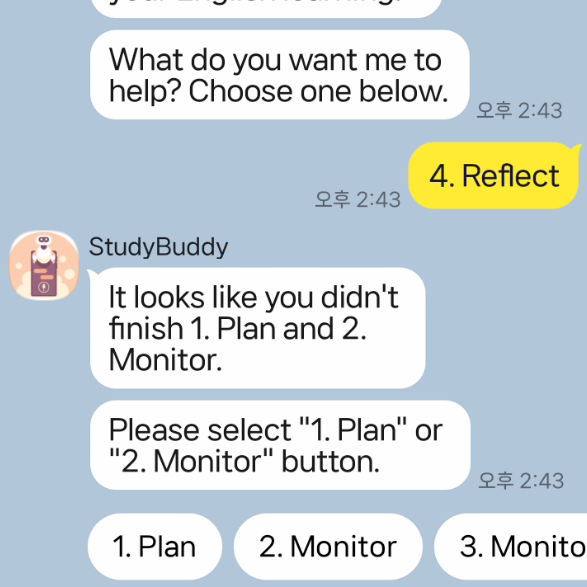 What do you want me to
help? Choose one below.
오후 2:43
4. Reflect
오후 2:43
StudyBuddy
It looks like you didn't
finish 1. Plan and 2.
Monitor.
Please select "1. Plan" or
"2. Monitor" button.
오후 2:43
1. Plan
2. Monitor
3. Monito